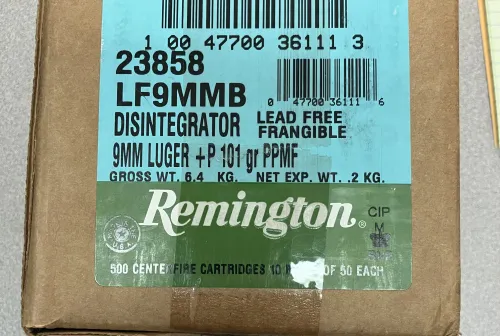 1 00 47700 36111 3
23858
LF9MMB
0 47700 36111 6
DISINTEGRATOR LEAD FREE
FRANGIBLE
9MM LUGER +P 101 gr PPMF
GROSS WT. 6.4 KG. NET EXP. WT. .2 KG.
Remington®
CIP
M
U.S.A.
500 CENTERFIRE CARTRIDGES 10 OF 50 EACH